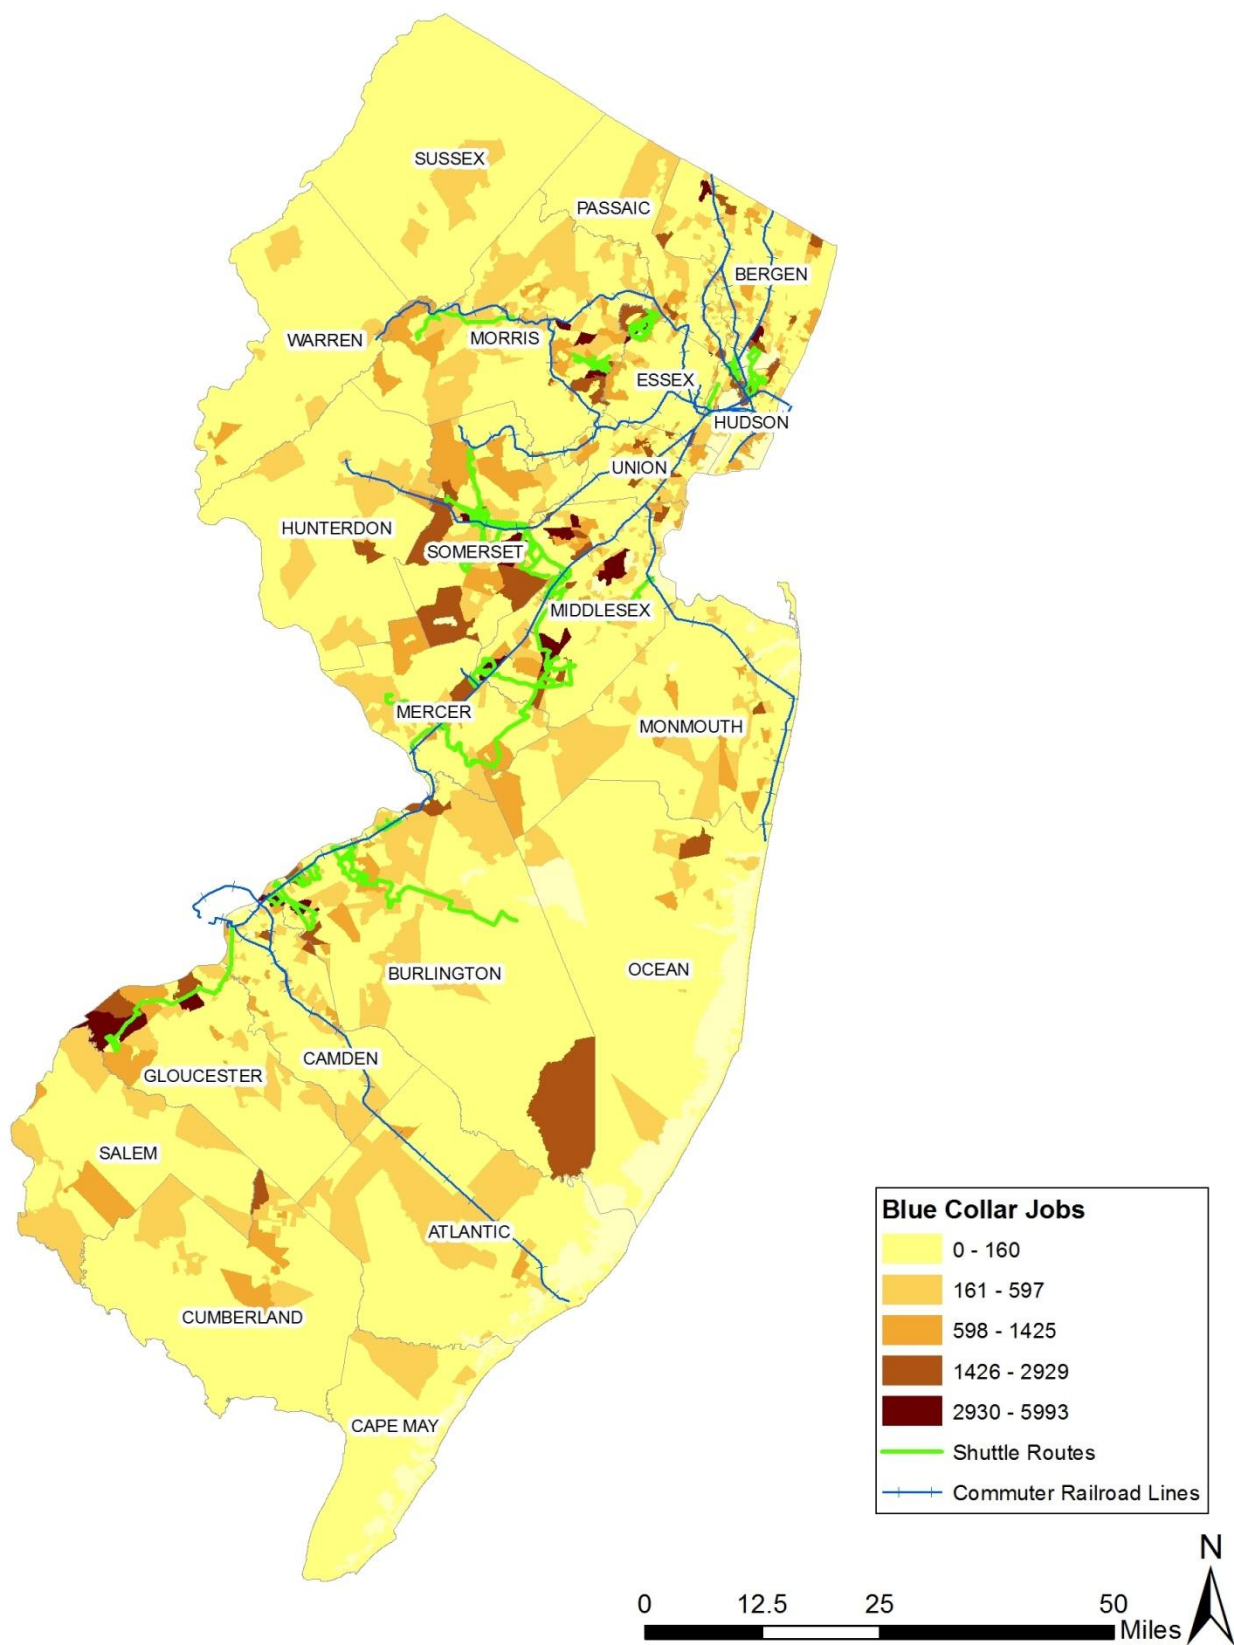 SUSSEX
PASSAIC
BERGEN
WARREN
MORRIS
ESSEX
HUDSON
UNION
HUNTERDON
SOMERSET
MIDDLESEX
MERCER
MONMOUTH
BURLINGTON
OCEAN
CAMDEN
GLOUCESTER
SALEM
ATLANTIC
CUMBERLAND
CAPE MAY
Blue Collar Jobs
0 - 160
161 - 597
598 - 1425
1426 - 2929
2930 - 5993
Shuttle Routes
Commuter Railroad Lines
N
0 12.5 25 50
Miles